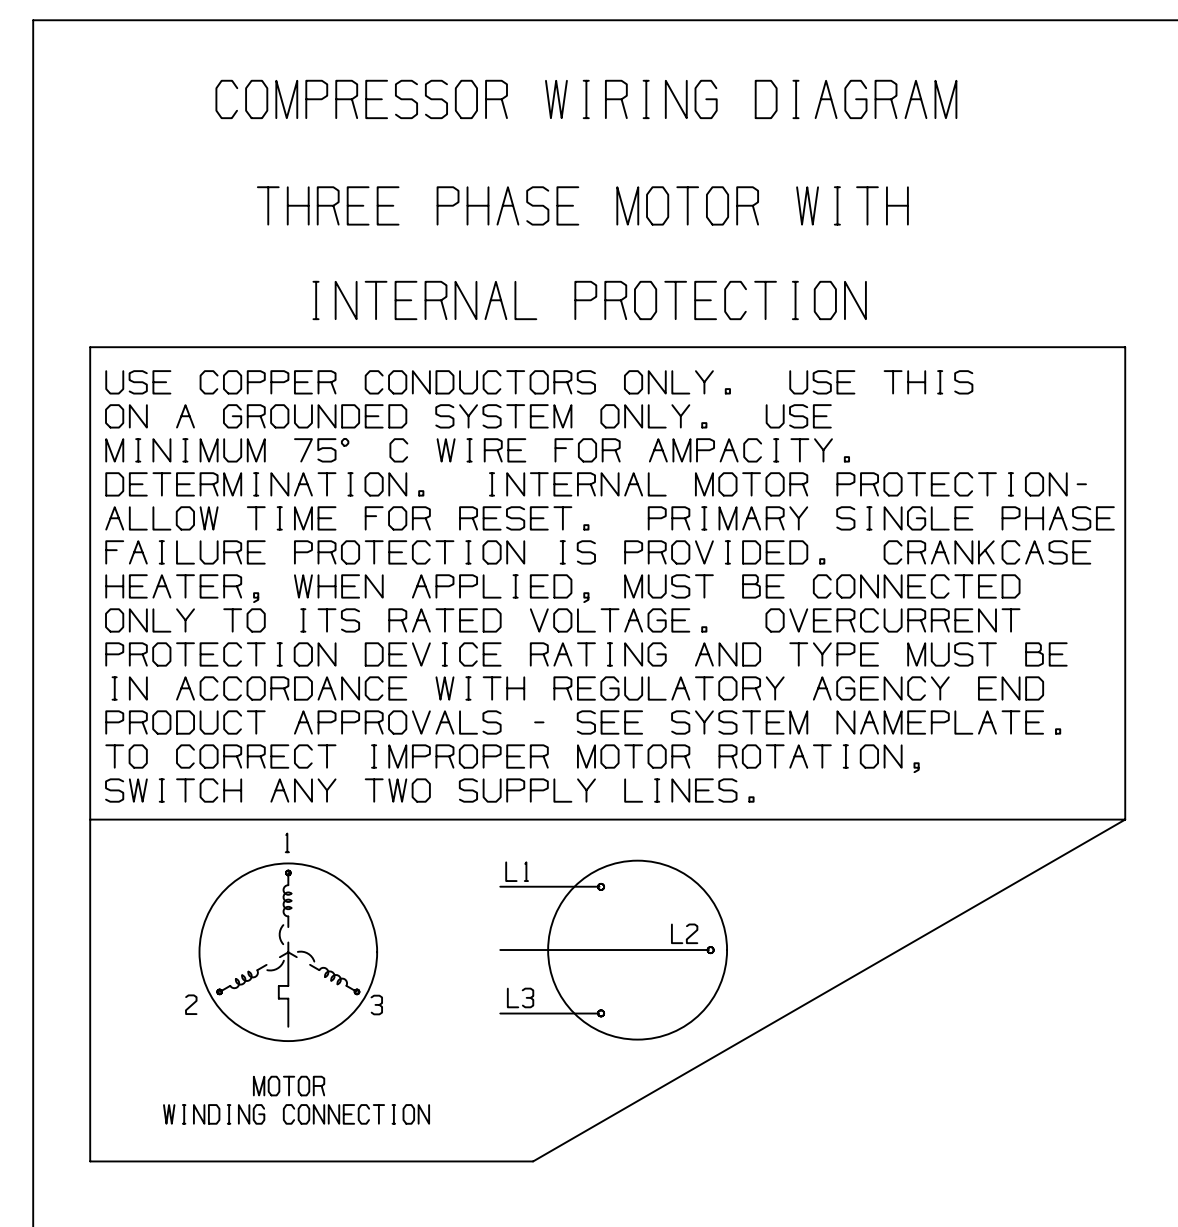 COMPRESSOR WIRING DIAGRAM
THREE PHASE MOTOR WITH
INTERNAL PROTECTION
USE COPPER CONDUCTORS ONLY. USE THIS
ON A GROUNDED SYSTEM ONLY. USE
MINIMUM 75° C WIRE FOR AMPACITY.
DETERMINATION. INTERNAL MOTOR PROTECTION-
ALLOW TIME FOR RESET. PRIMARY SINGLE PHASE
FAILURE PROTECTION IS PROVIDED. CRANKCASE
HEATER, WHEN APPLIED, MUST BE CONNECTED
ONLY TO ITS RATED VOLTAGE. OVERCURRENT
PROTECTION DEVICE RATING AND TYPE MUST BE
IN ACCORDANCE WITH REGULATORY AGENCY END
PRODUCT APPROVALS - SEE SYSTEM NAMEPLATE.
TO CORRECT IMPROPER MOTOR ROTATION,
SWITCH ANY TWO SUPPLY LINES.
1
2
3
MOTOR
WINDING CONNECTION
L1
L2
L3